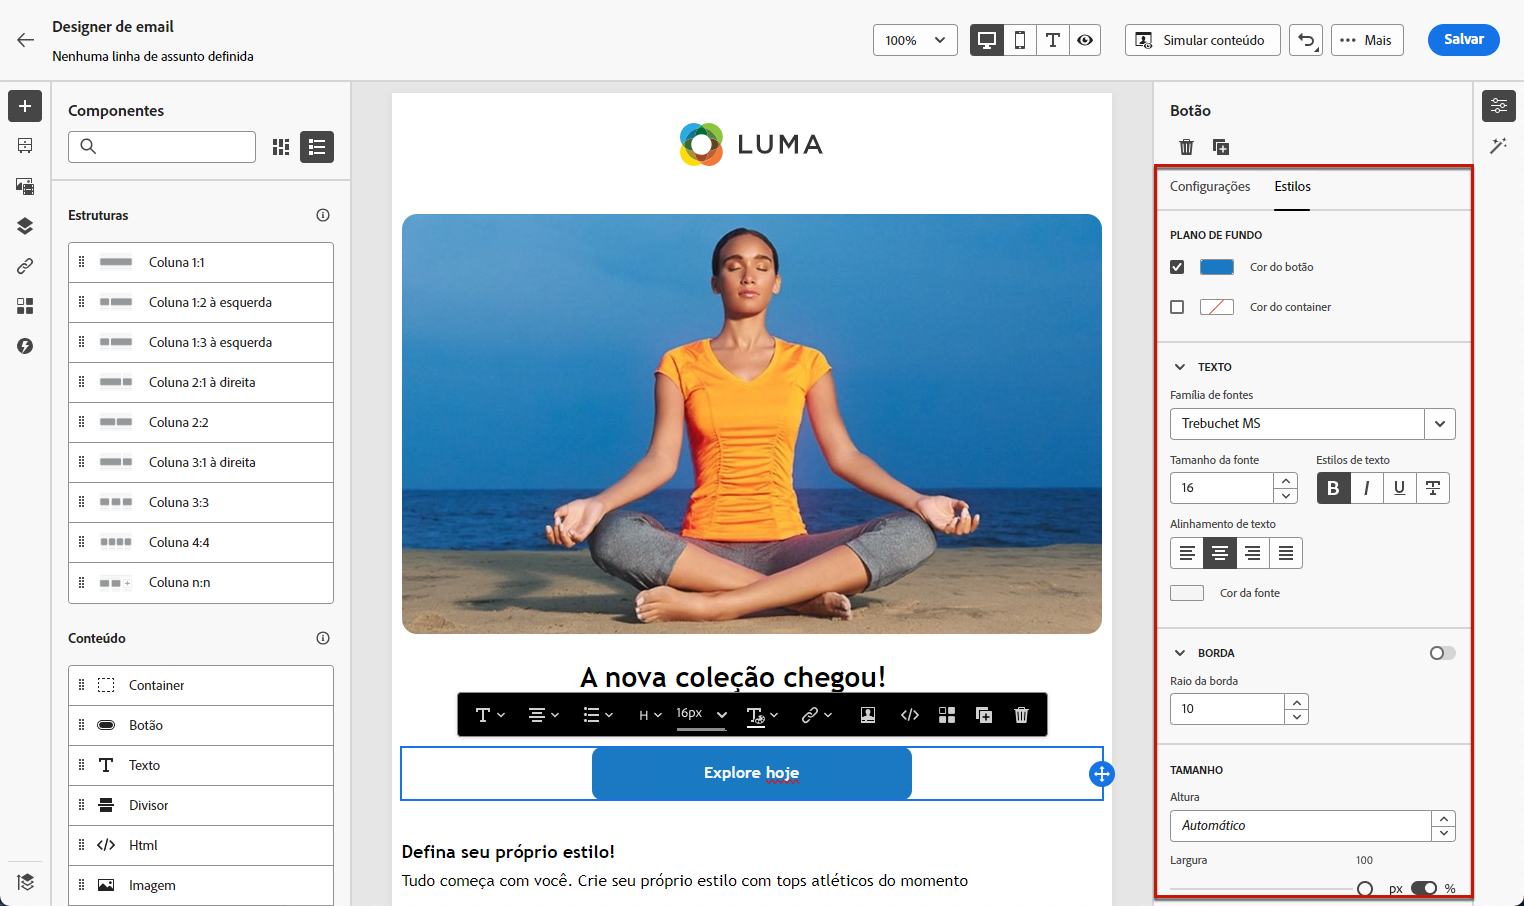 Designer de email
Nenhuma linha de assunto definida
100%
Simular conteúdo
Mais
Salvar
Componentes
Estruturas
Coluna 1:1
Coluna 1:2 à esquerda
Coluna 1:3 à esquerda
Coluna 2:1 à direita
Coluna 2:2
Coluna 3:1 à direita
Coluna 3:3
Coluna 4:4
Coluna n:n
Conteúdo
Container
Botão
Texto
Divisor
Html
Imagem
LUMA
A nova coleção chegou!
H
16px
Explore hoje
Defina seu próprio estilo!
Tudo começa com você. Crie seu próprio estilo com tops atléticos do momento
Botão
Configurações Estilos
PLANO DE FUNDO
Cor do botão
Cor do container
TEXTO
Família de fontes
Trebuchet MS
Tamanho da fonte Estilos de texto
16 B I U T
Alinhamento de texto
Cor da fonte
BORDA
Raio da borda
10
TAMANHO
Altura
Automático
Largura 100
px %